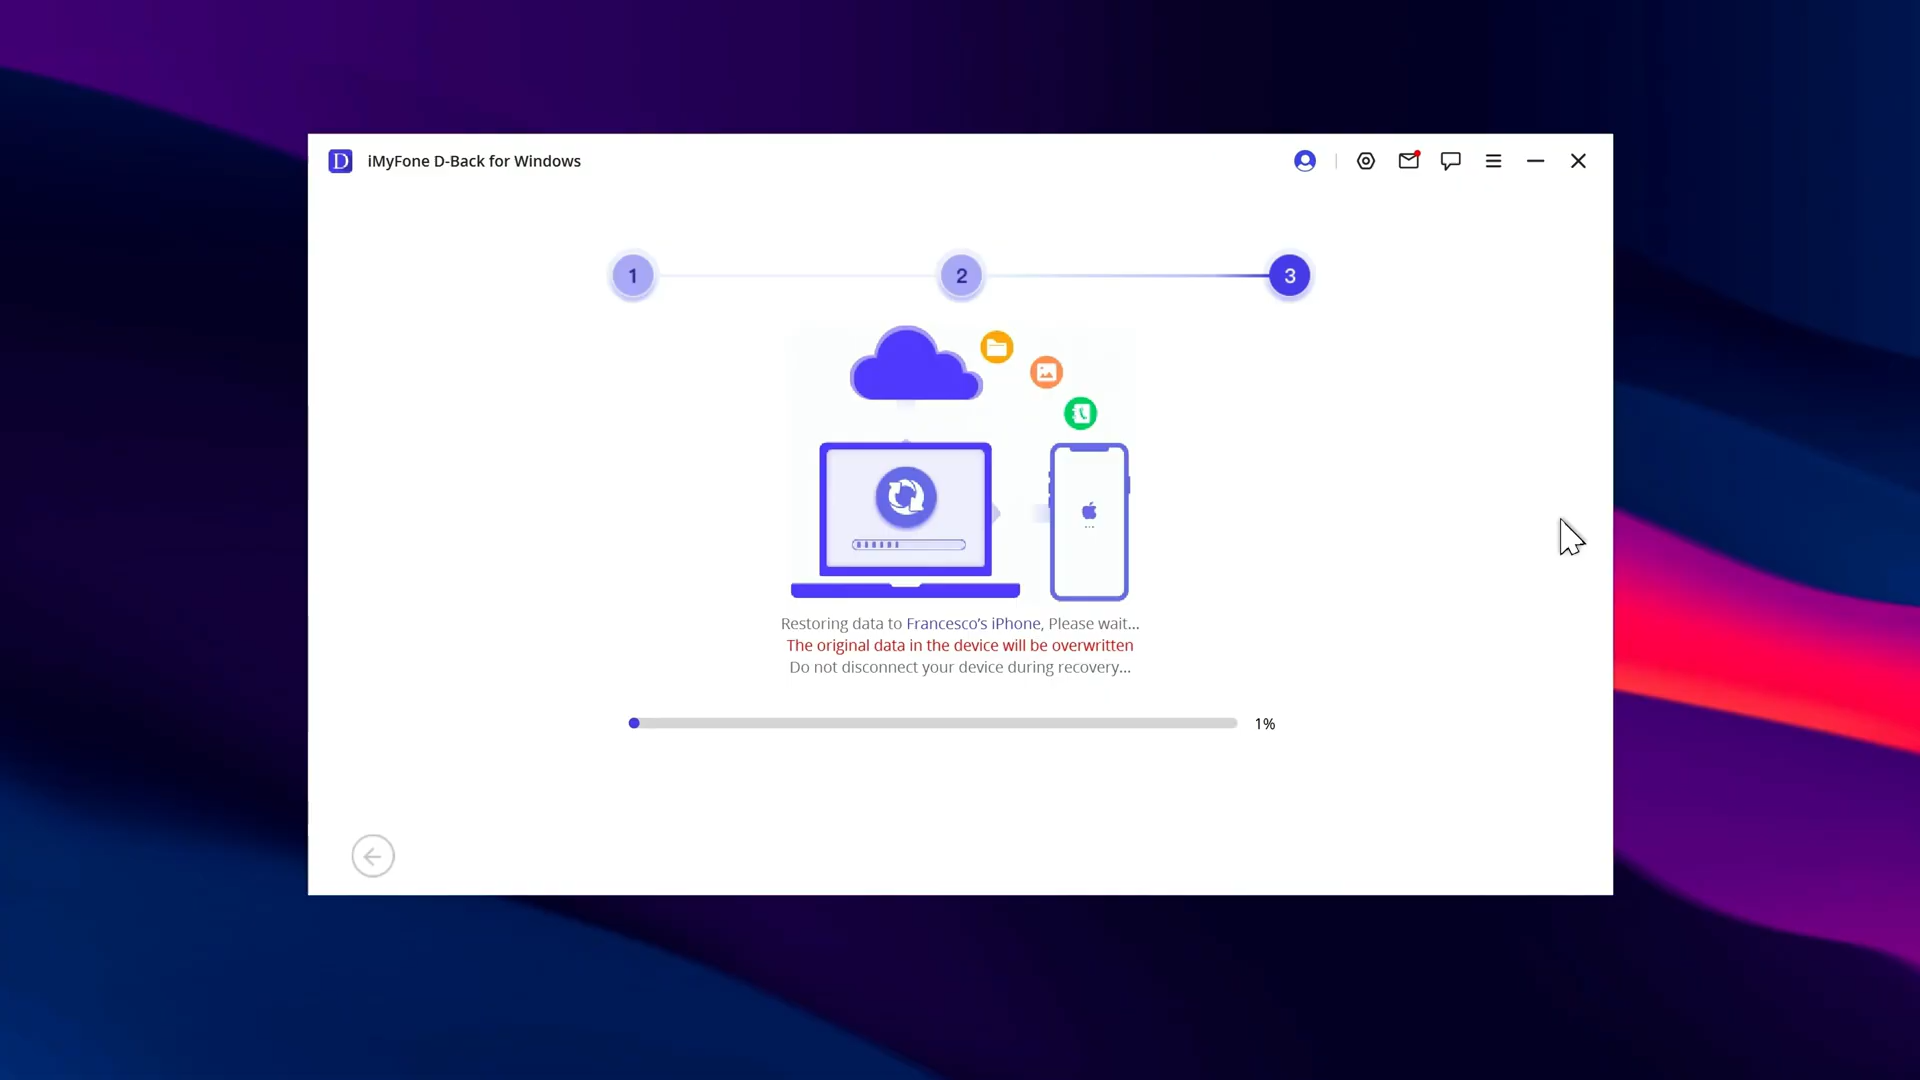 D iMyFone D-Back for Windows
1 2 3
Restoring data to Francesco's iPhone, Please wait...
The original data in the device will be overwritten
Do not disconnect your device during recovery...
1%